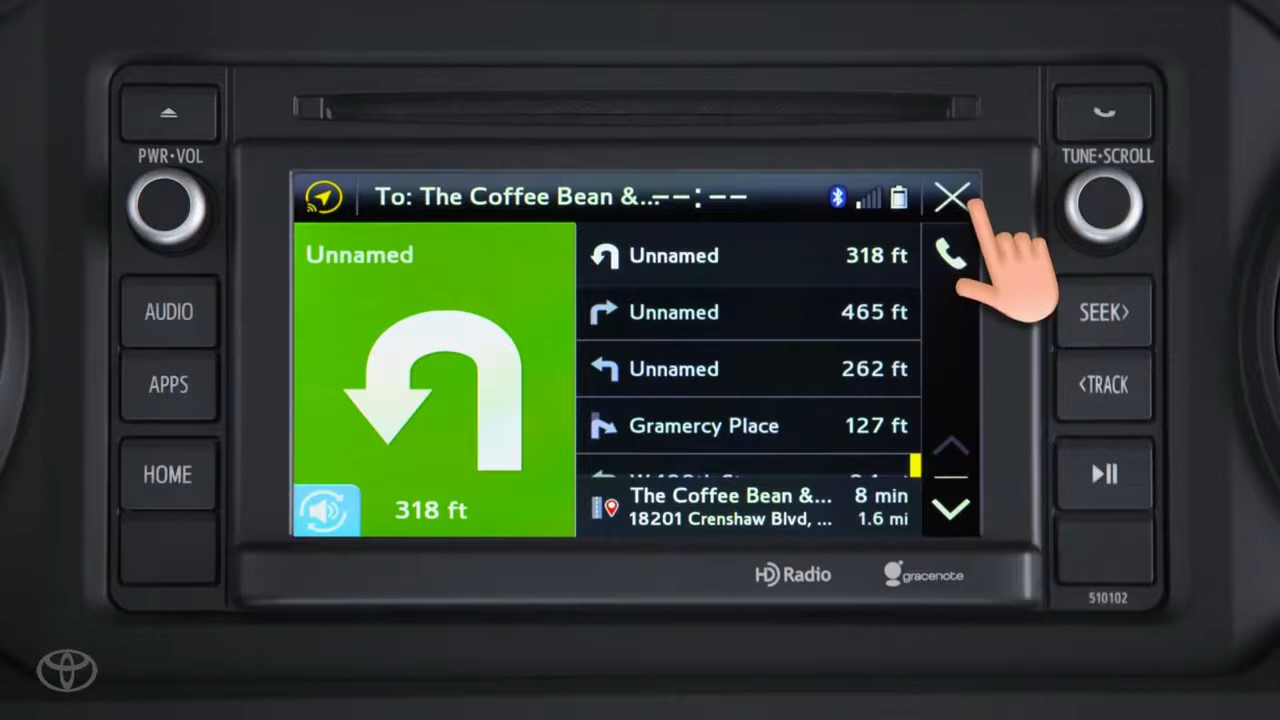 PWR•VOL
AUDIO
APPS
HOME
To: The Coffee Bean &...--:--
Unnamed
318 ft
Unnamed 318 ft
Unnamed 465 ft
Unnamed 262 ft
Gramercy Place 127 ft
The Coffee Bean &... 8 min
18201 Crenshaw Blvd, ... 1.6 mi
HD Radio
gracenote
TUNE•SCROLL
SEEK>
<TRACK
510102